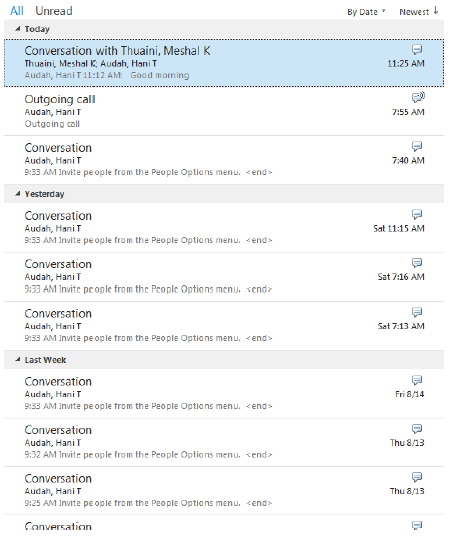 All Unread By Date Newest
Today
Conversation with Thuaini, Meshal K
Thuaini, Meshal K; Audah, Hani T 11:25 AM
Audah, Hani T 11:12 AM: Good morning
Outgoing call
Audah, Hani T 7:55 AM
Outgoing call
Conversation
Audah, Hani T 7:40 AM
9:33 AM Invite people from the People Options menu. <end>
Yesterday
Conversation
Audah, Hani T Sat 11:15 AM
9:33 AM Invite people from the People Options menu. <end>
Conversation
Audah, Hani T Sat 7:16 AM
9:33 AM Invite people from the People Options menu. <end>
Conversation
Audah, Hani T Sat 7:13 AM
9:33 AM Invite people from the People Options menu. <end>
Last Week
Conversation
Audah, Hani T Fri 8/14
9:33 AM Invite people from the People Options menu. <end>
Conversation
Audah, Hani T Thu 8/13
9:32 AM Invite people from the People Options menu. <end>
Conversation
Audah, Hani T Thu 8/13
9:25 AM Invite people from the People Options menu. <end>
Conversation